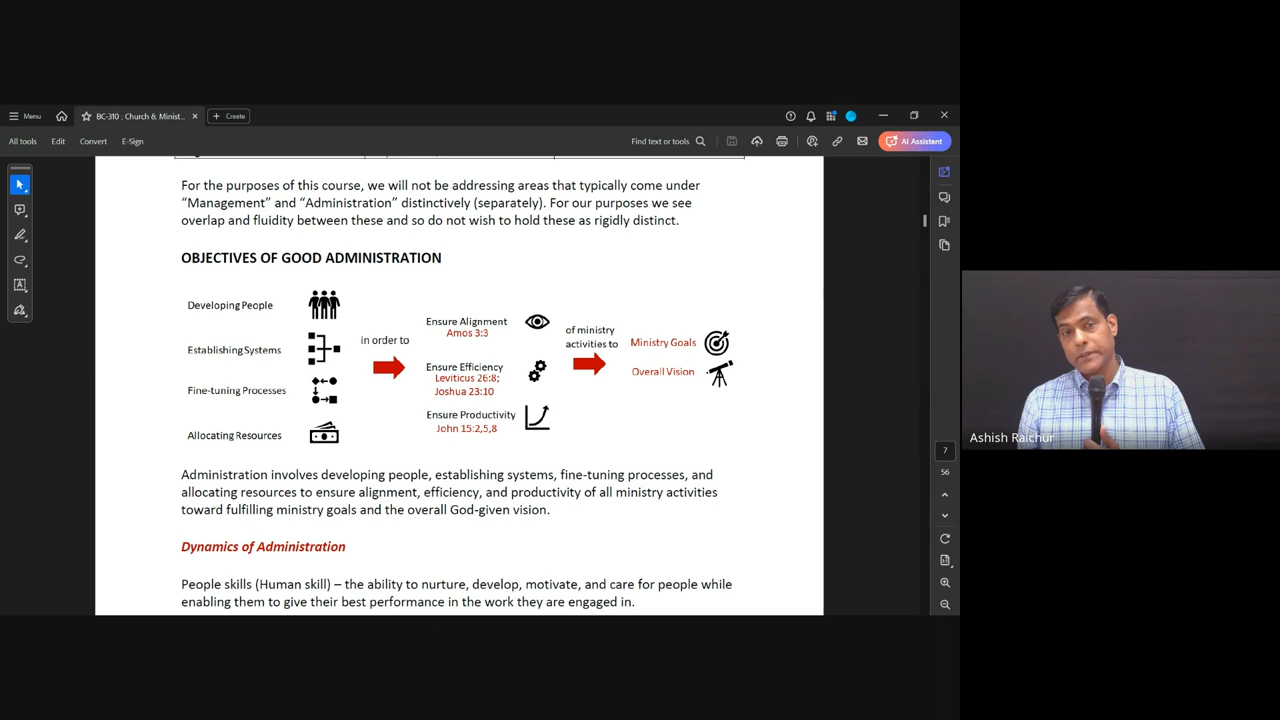 Menu
BC-310 : Church & Minist...
Create
All tools
Edit
Convert
E-Sign
Find text or tools
AI Assistant
For the purposes of this course, we will not be addressing areas that typically come under
“Management” and “Administration” distinctively (separately). For our purposes we see
overlap and fluidity between these and so do not wish to hold these as rigidly distinct.
OBJECTIVES OF GOOD ADMINISTRATION
Developing People
Establishing Systems
Fine-tuning Processes
Allocating Resources
in order to
Ensure Alignment
Amos 3:3
Ensure Efficiency
Leviticus 26:8;
Joshua 23:10
Ensure Productivity
John 15:2,5,8
of ministry
activities to
Ministry Goals
Overall Vision
Administration involves developing people, establishing systems, fine-tuning processes, and
allocating resources to ensure alignment, efficiency, and productivity of all ministry activities
toward fulfilling ministry goals and the overall God-given vision.
Dynamics of Administration
People skills (Human skill) – the ability to nurture, develop, motivate, and care for people while
enabling them to give their best performance in the work they are engaged in.
7
56
Ashish Raichur